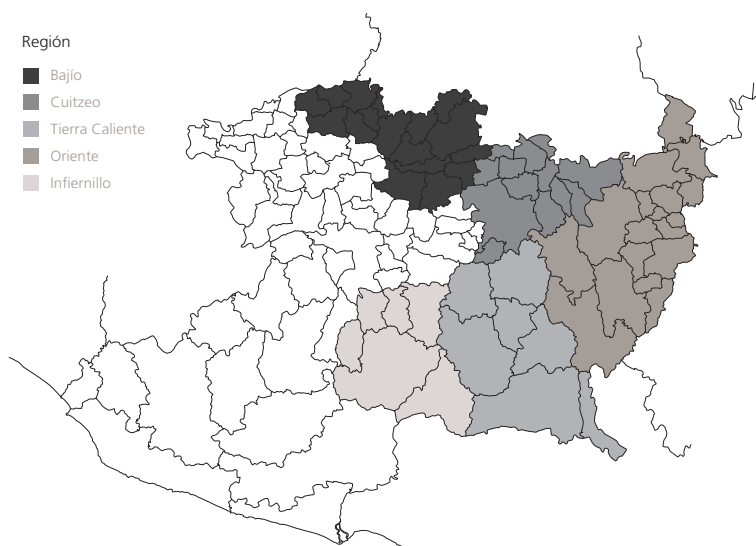 Región
Bajío
Cuitzeo
Tierra Caliente
Oriente
Infiernillo